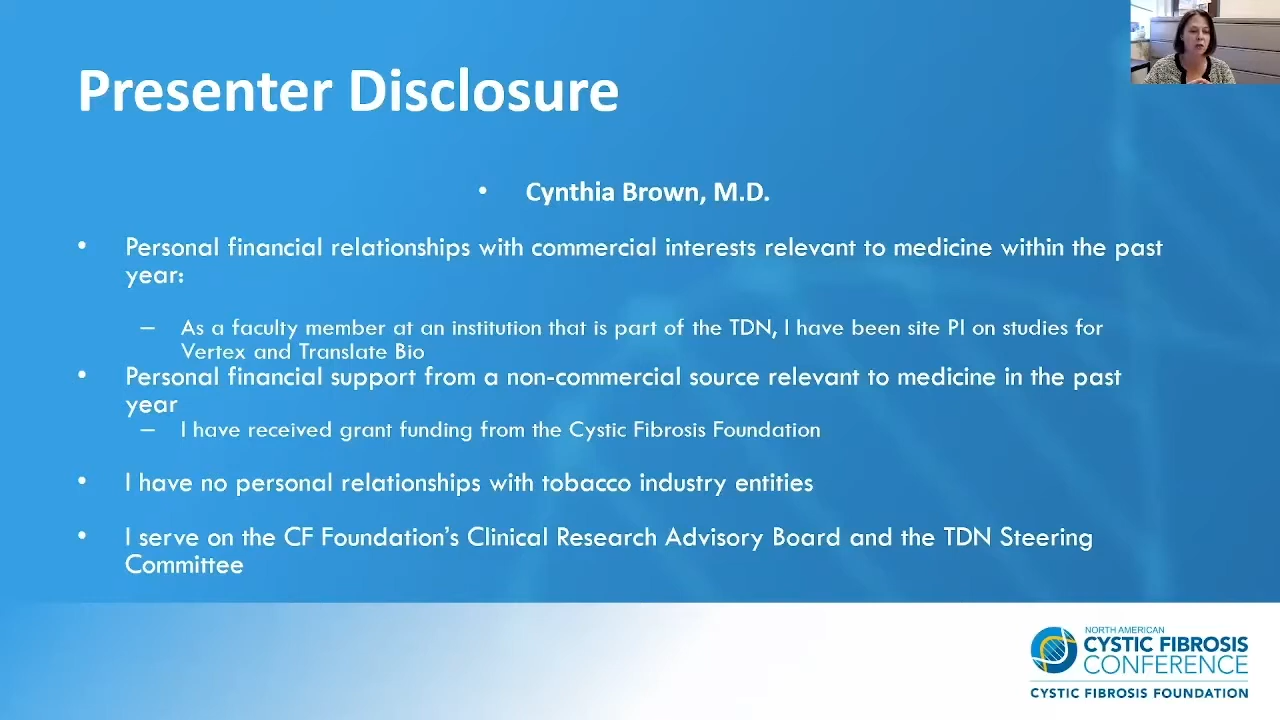 Presenter Disclosure
• Cynthia Brown, M.D.
• Personal financial relationships with commercial interests relevant to medicine within the past
year:
– As a faculty member at an institution that is part of the TDN, I have been site PI on studies for
Vertex and Translate Bio
• Personal financial support from a non-commercial source relevant to medicine in the past
year
– I have received grant funding from the Cystic Fibrosis Foundation
• I have no personal relationships with tobacco industry entities
• I serve on the CF Foundation’s Clinical Research Advisory Board and the TDN Steering
Committee
NORTH AMERICAN
CYSTIC FIBROSIS
CONFERENCE
CYSTIC FIBROSIS FOUNDATION